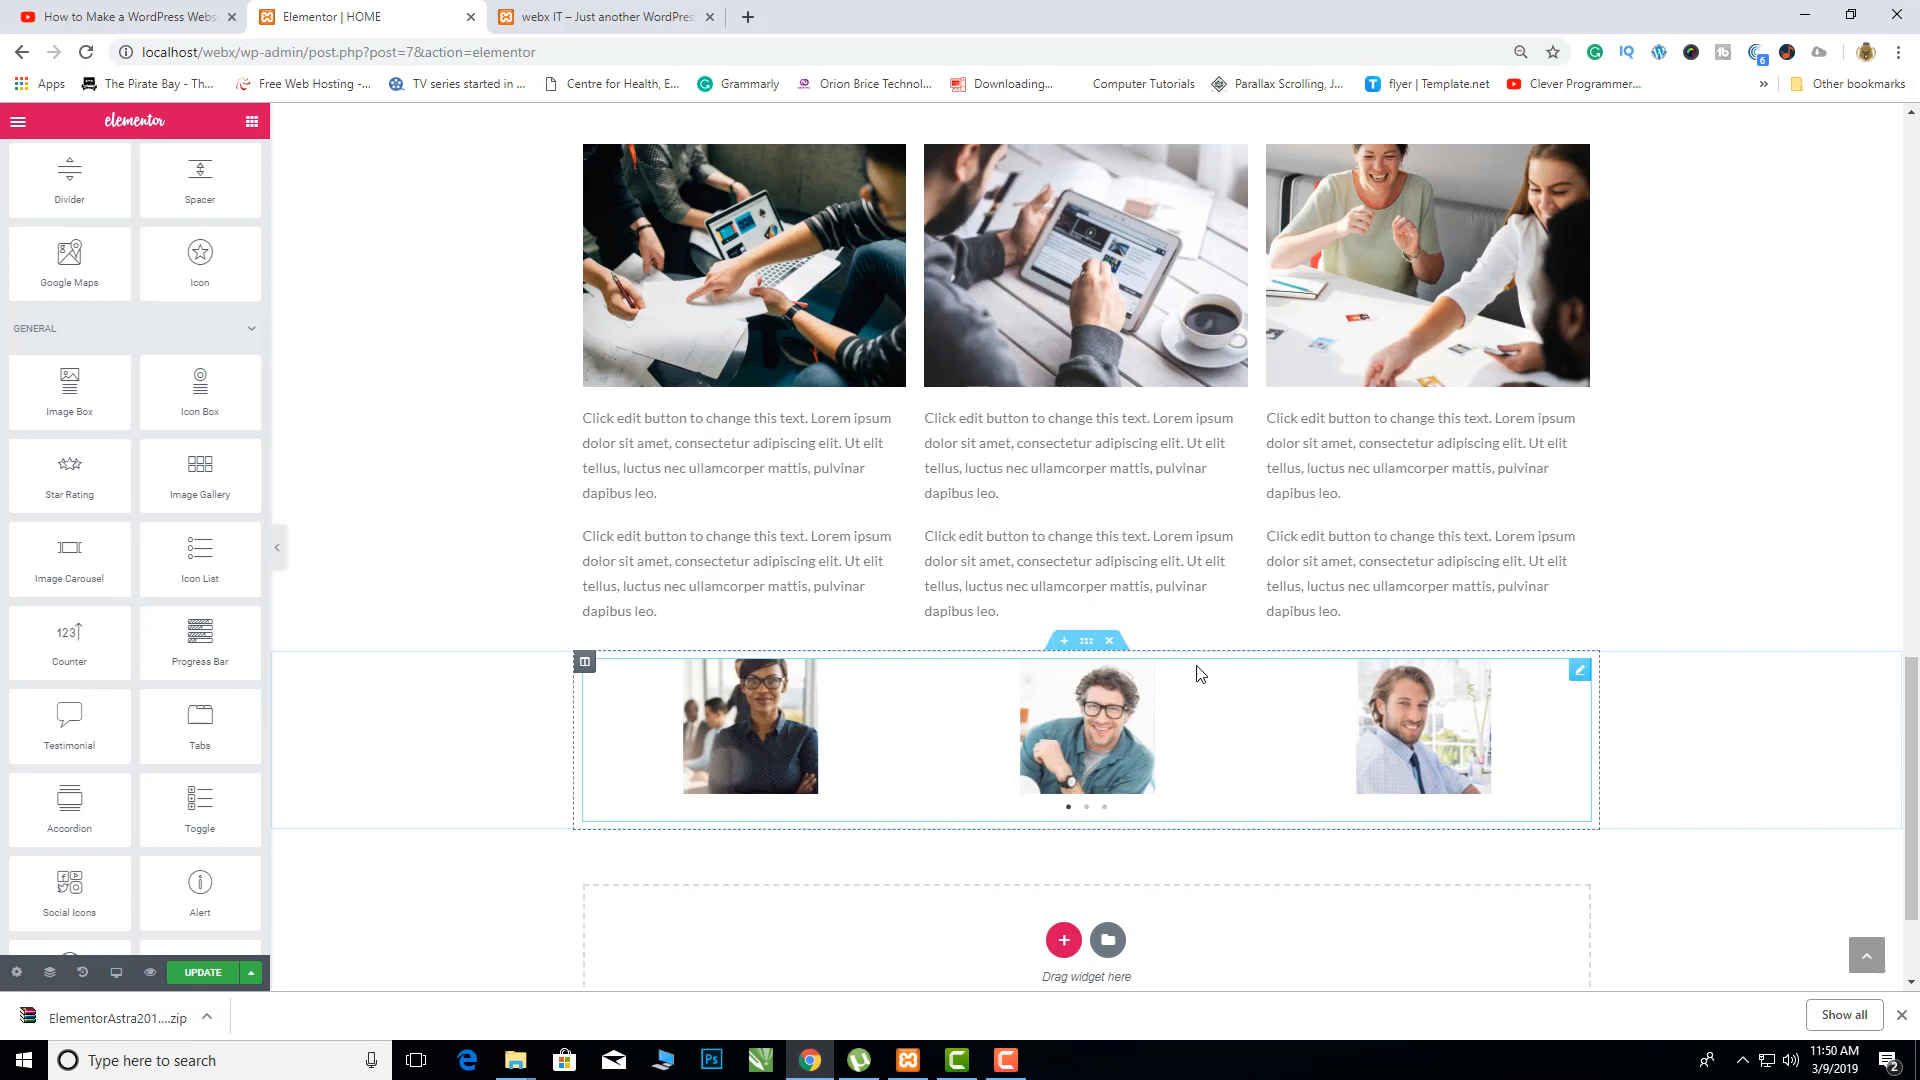 How to Make a WordPress Websi
Elementor | HOME
webx IT – Just another WordPres
localhost/webx/wp-admin/post.php?post=7&action=elementor
6
Apps
The Pirate Bay - Th...
Free Web Hosting -...
TV series started in ...
Centre for Health, E...
Grammarly
Orion Brice Technol...
Downloading...
Computer Tutorials
Parallax Scrolling, J...
flyer | Template.net
Clever Programmer...
»
Other bookmarks
elementor
Divider
Spacer
Google Maps
Icon
GENERAL
Image Box
Icon Box
Star Rating
Image Gallery
Image Carousel
Icon List
123
Counter
Progress Bar
Testimonial
Tabs
Accordion
Toggle
Social Icons
Alert
UPDATE
Click edit button to change this text. Lorem ipsum
dolor sit amet, consectetur adipiscing elit. Ut elit
tellus, luctus nec ullamcorper mattis, pulvinar
dapibus leo.
Click edit button to change this text. Lorem ipsum
dolor sit amet, consectetur adipiscing elit. Ut elit
tellus, luctus nec ullamcorper mattis, pulvinar
dapibus leo.
Click edit button to change this text. Lorem ipsum
dolor sit amet, consectetur adipiscing elit. Ut elit
tellus, luctus nec ullamcorper mattis, pulvinar
dapibus leo.
Click edit button to change this text. Lorem ipsum
dolor sit amet, consectetur adipiscing elit. Ut elit
tellus, luctus nec ullamcorper mattis, pulvinar
dapibus leo.
Click edit button to change this text. Lorem ipsum
dolor sit amet, consectetur adipiscing elit. Ut elit
tellus, luctus nec ullamcorper mattis, pulvinar
dapibus leo.
Click edit button to change this text. Lorem ipsum
dolor sit amet, consectetur adipiscing elit. Ut elit
tellus, luctus nec ullamcorper mattis, pulvinar
dapibus leo.
Drag widget here
ElementorAstra201....zip
Show all
Type here to search
Ps
11:50 AM
3/9/2019
2